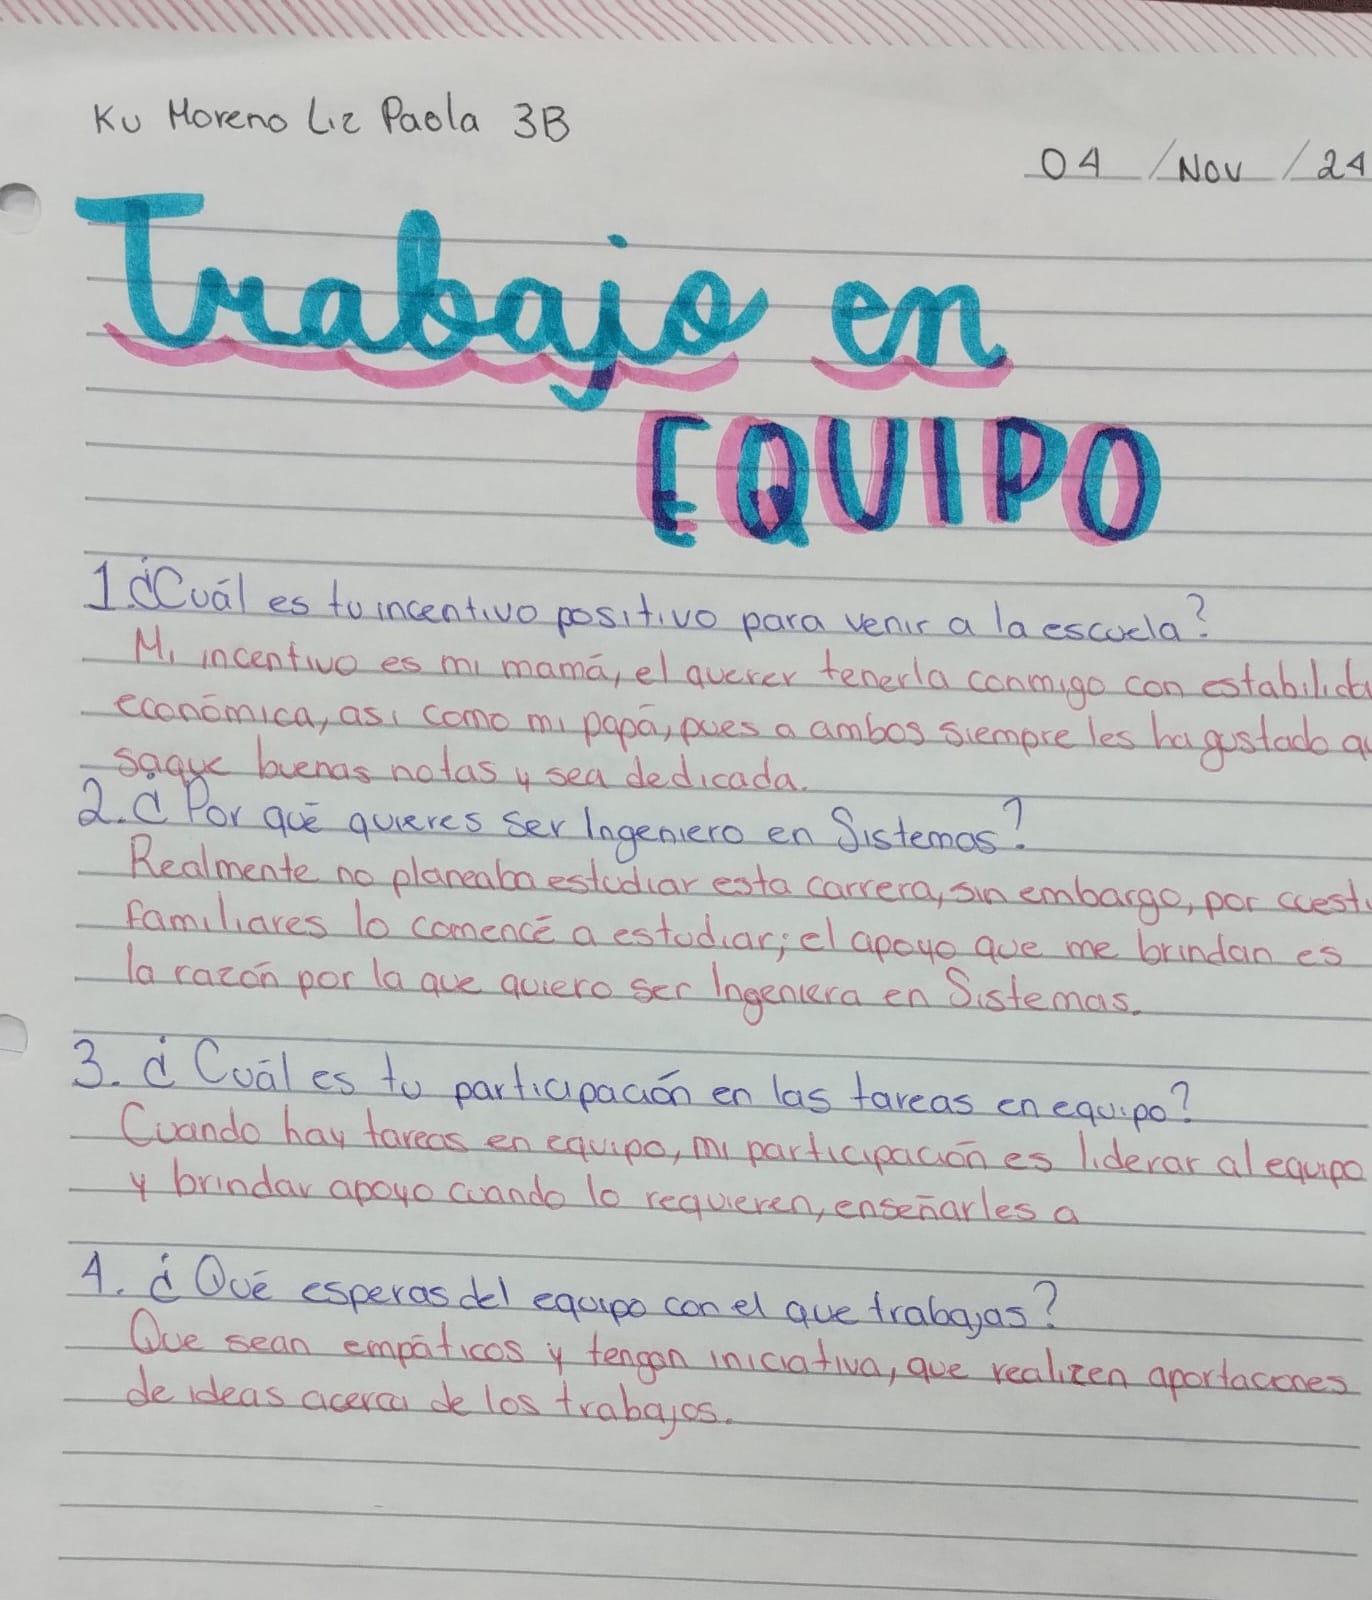 Ku Moreno Liz Paola 3B
04 / Nov / 24
Trabajo en
EQUIPO
1. ¿Cuál es tu incentivo positivo para venir a la escuela?
Mi incentivo es mi mamá, el querer tenerla conmigo con estabilida
económica, así como mi papá, pues a ambos siempre les ha gustado qu
saque buenas notas y sea dedicada.
2. ¿Por qué quieres ser Ingeniero en Sistemas?
Realmente no planeaba estudiar esta carrera, sin embargo, por cuesti
familiares lo comencé a estudiar; el apoyo que me brindan es
la razón por la que quiero ser Ingeniera en Sistemas.
3. ¿Cuál es tu participación en las tareas en equipo?
Cuando hay tareas en equipo, mi participación es liderar al equipo
y brindar apoyo cuando lo requieren, enseñarles a
4. ¿Qué esperas del equipo con el que trabajas?
Que sean empáticos y tengan iniciativa, que realizen aportaciones
de ideas acerca de los trabajos.